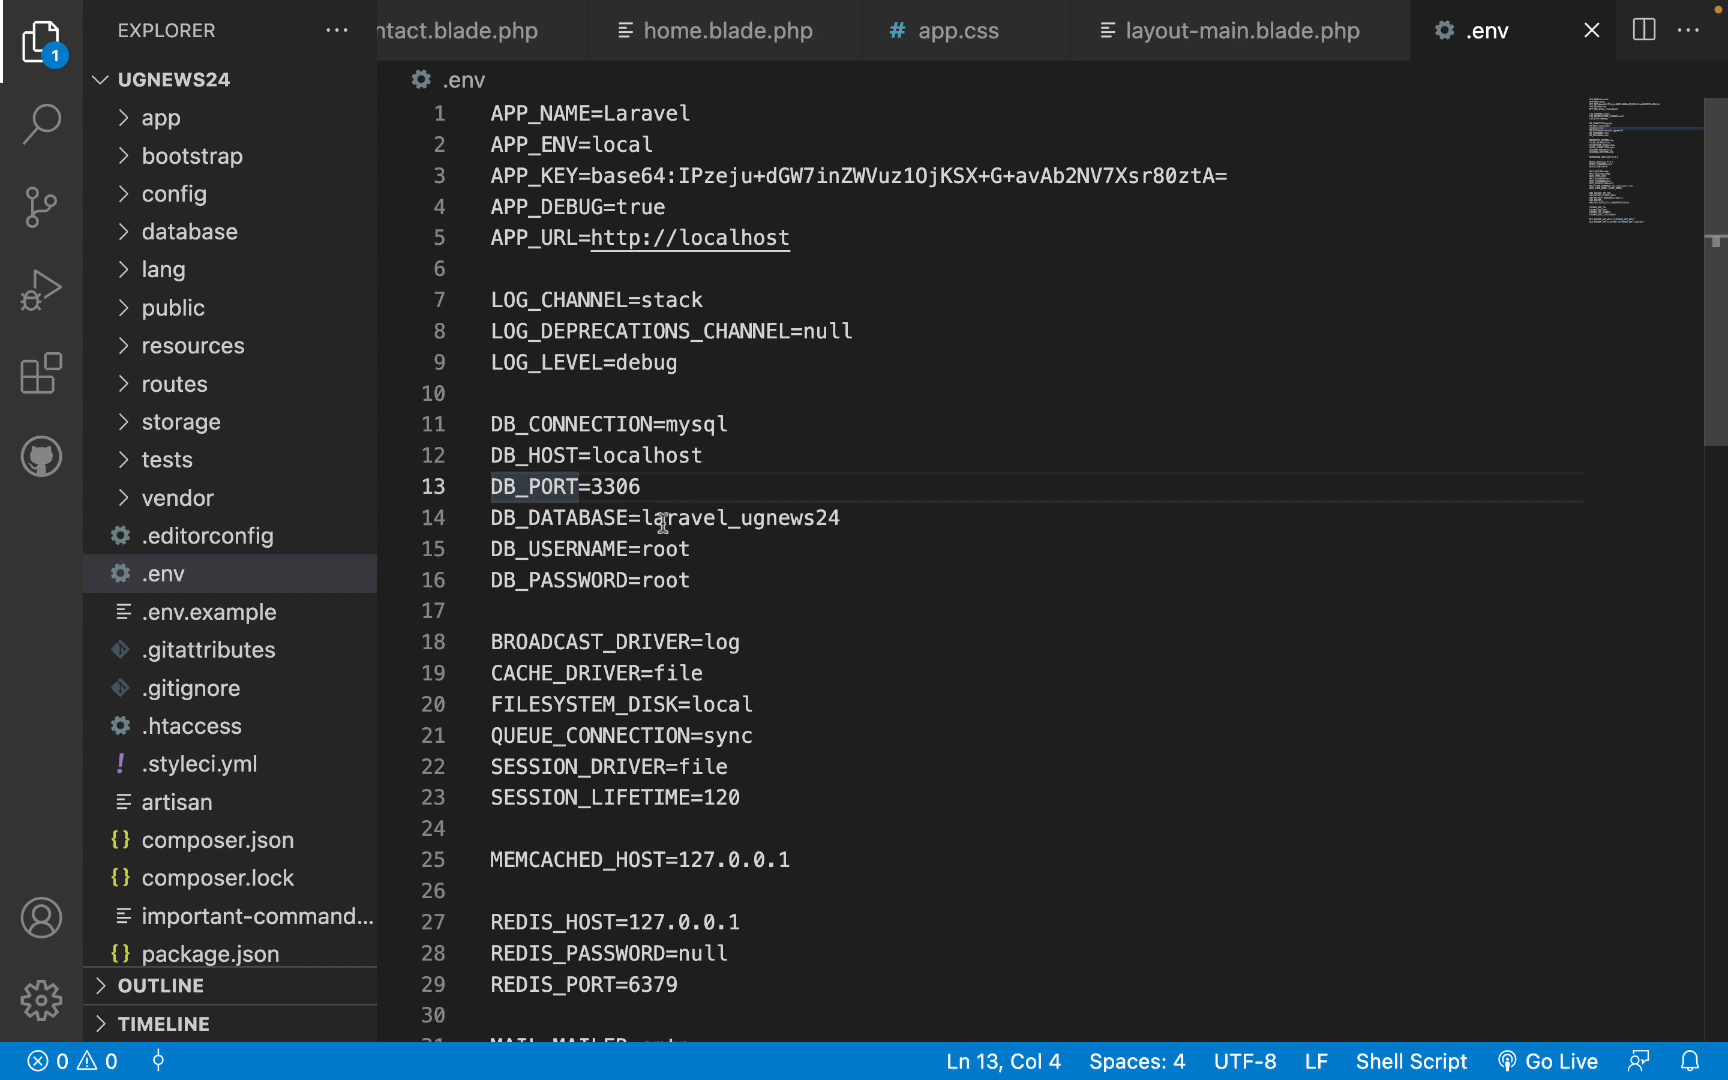 EXPLORER
ntact.blade.php
home.blade.php
# app.css
layout-main.blade.php
.env
1
UGNEWS24
app
bootstrap
config
database
lang
public
resources
routes
storage
tests
vendor
.editorconfig
.env
.env.example
.gitattributes
.gitignore
.htaccess
! .styleci.yml
artisan
{} composer.json
{} composer.lock
important-command...
{} package.json
OUTLINE
TIMELINE
.env
1 APP_NAME=Laravel
2 APP_ENV=local
3 APP_KEY=base64:IPzeju+dGW7inZWVuz1OjKSX+G+avAb2NV7Xsr80ztA=
4 APP_DEBUG=true
5 APP_URL=http://localhost
6
7 LOG_CHANNEL=stack
8 LOG_DEPRECATIONS_CHANNEL=null
9 LOG_LEVEL=debug
10
11 DB_CONNECTION=mysql
12 DB_HOST=localhost
13 DB_PORT=3306
14 DB_DATABASE=laravel_ugnews24
15 DB_USERNAME=root
16 DB_PASSWORD=root
17
18 BROADCAST_DRIVER=log
19 CACHE_DRIVER=file
20 FILESYSTEM_DISK=local
21 QUEUE_CONNECTION=sync
22 SESSION_DRIVER=file
23 SESSION_LIFETIME=120
24
25 MEMCACHED_HOST=127.0.0.1
26
27 REDIS_HOST=127.0.0.1
28 REDIS_PASSWORD=null
29 REDIS_PORT=6379
30
0 0
Ln 13, Col 4
Spaces: 4
UTF-8
LF
Shell Script
Go Live